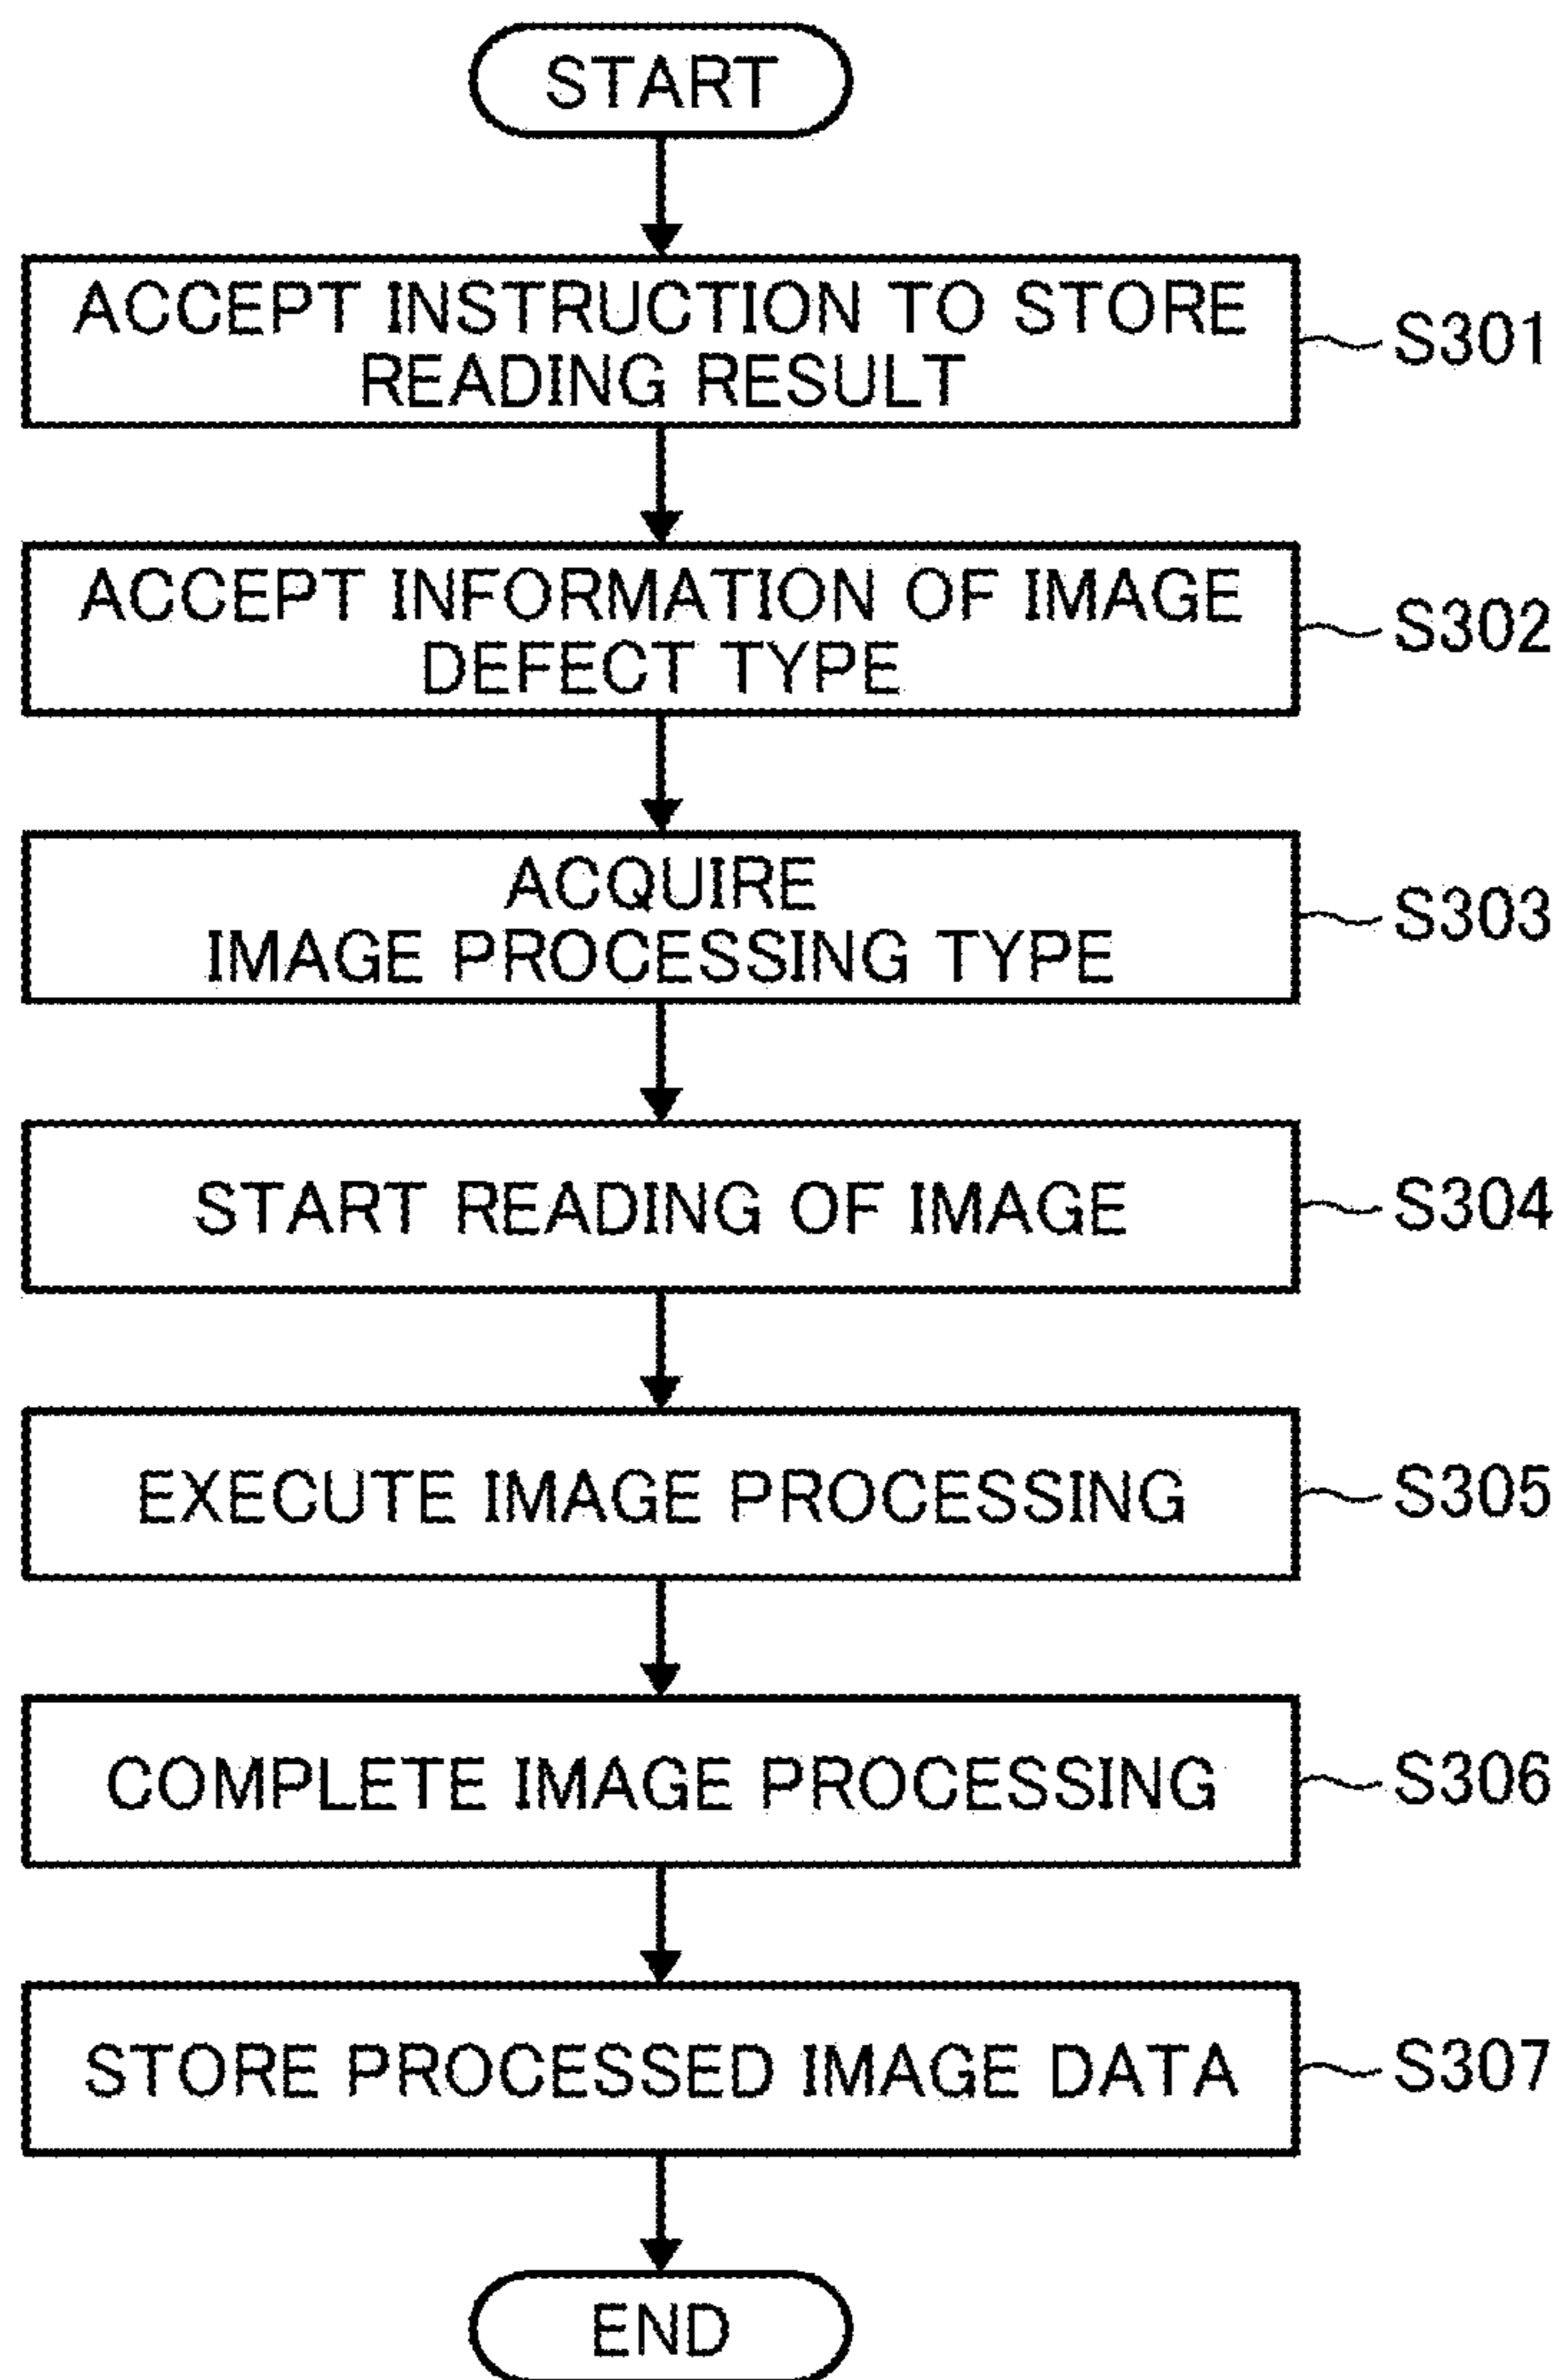 START
ACCEPT INSTRUCTION TO STORE
READING RESULT
S301
ACCEPT INFORMATION OF IMAGE
DEFECT TYPE
S302
ACQUIRE
IMAGE PROCESSING TYPE
S303
START READING OF IMAGE
S304
EXECUTE IMAGE PROCESSING
S305
COMPLETE IMAGE PROCESSING
S306
STORE PROCESSED IMAGE DATA
S307
END